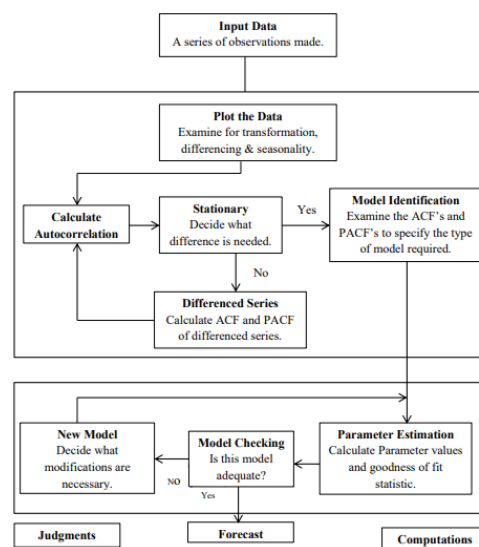 Input Data
A series of observations made.
Plot the Data
Examine for transformation,
differencing & seasonality.
Calculate
Autocorrelation
Stationary
Decide what
difference is needed.
Yes
Model Identification
Examine the ACF's and
PACF's to specify the type
of model required.
No
Differenced Series
Calculate ACF and PACF
of differenced series.
New Model
Decide what
modifications are
necessary.
NO
Model Checking
Is this model
adequate?
Yes
Parameter Estimation
Calculate Parameter values
and goodness of fit
statistic.
Judgments
Forecast
Computations